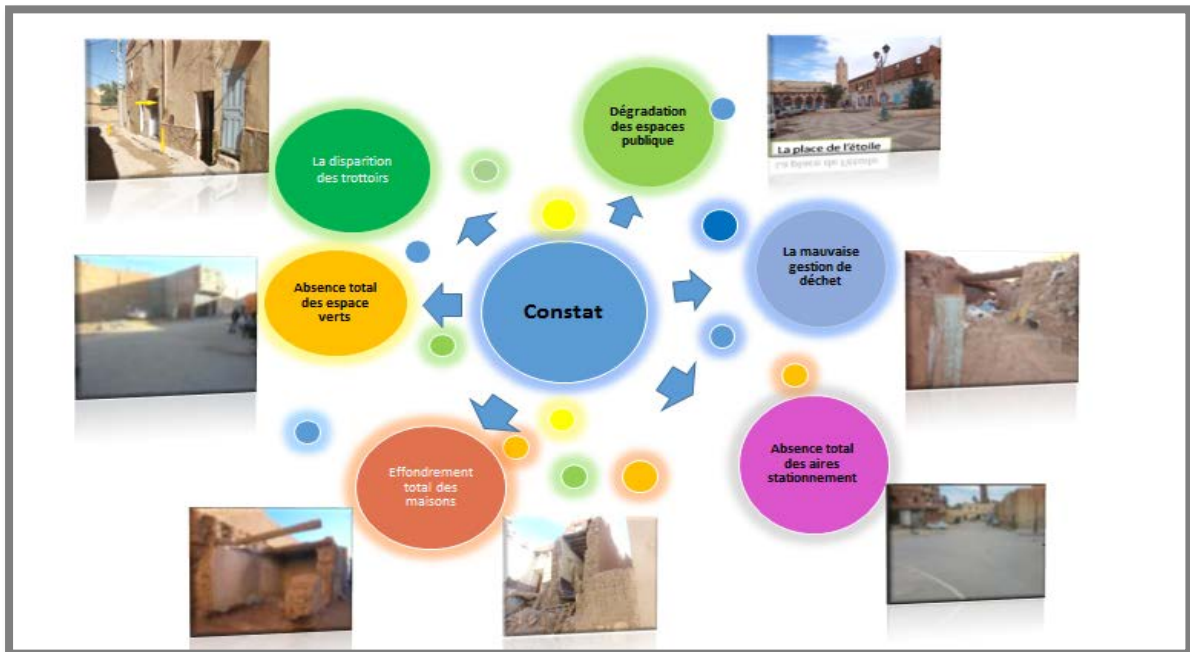 Dégradation
des espaces
publique
La place de l'étoile
La disparition
des trottoirs
La mauvaise
gestion de
déchet
Absence total
des espace
verts
Constat
Absence total
des aires
stationnement
Effondrement
total des
maisons